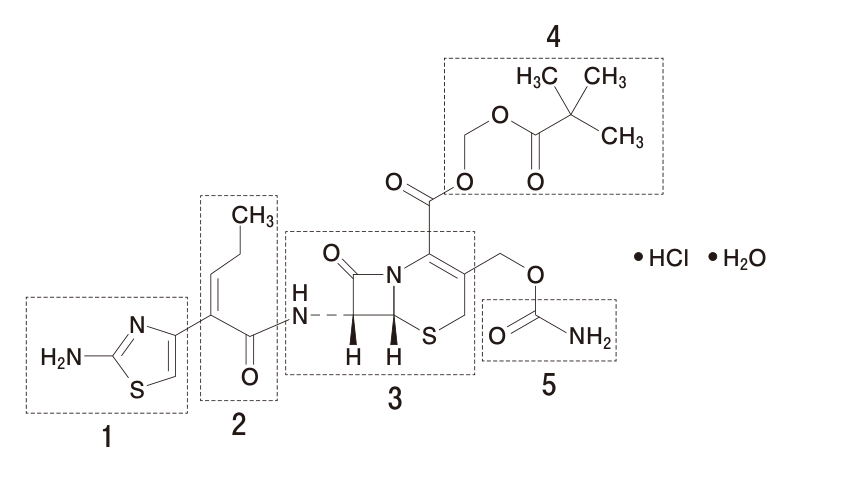 4
H₃C CH₃
O
CH₃
O O O
CH₃
O N
H
N
O
• HCl • H₂O
N
H₂N
S
O
H H
S
O NH₂
3
5
2
1